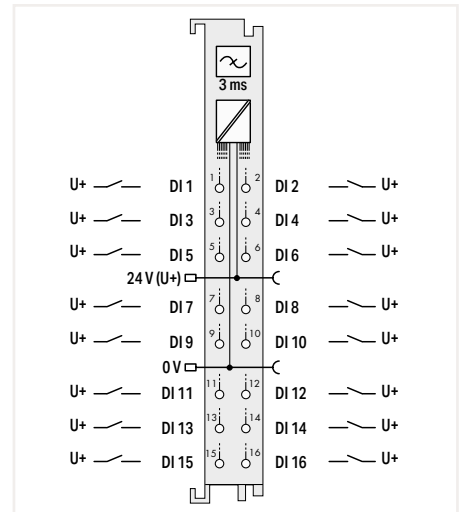 3 ms
U+ DI 1 1 2 DI 2 U+
U+ DI 3 3 4 DI 4 U+
U+ DI 5 5 6 DI 6 U+
24 V (U+)
U+ DI 7 7 8 DI 8 U+
U+ DI 9 9 10 DI 10 U+
0 V
U+ DI 11 11 12 DI 12 U+
U+ DI 13 13 14 DI 14 U+
U+ DI 15 15 16 DI 16 U+